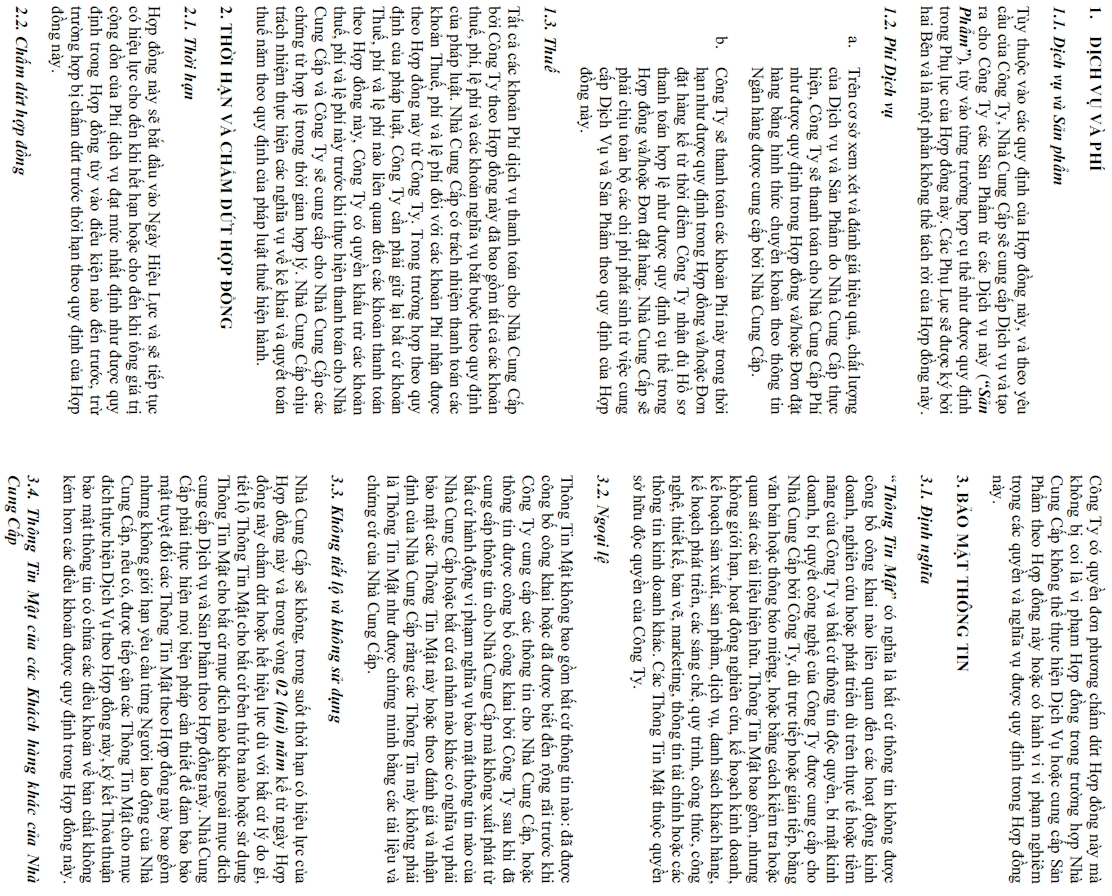 1. DỊCH VỤ VÀ PHÍ
1.1. Dịch vụ và Sản phẩm
Tùy thuộc vào các quy định của Hợp đồng này, và theo yêu
cầu của Công Ty, Nhà Cung Cấp sẽ cung cấp Dịch vụ và tạo
ra cho Công Ty các Sản Phẩm từ các Dịch vụ này (“Sản
Phẩm”), tùy vào từng trường hợp cụ thể như được quy định
trong Phụ lục của Hợp đồng này. Các Phụ Lục sẽ được ký bởi
hai Bên và là một phần không thể tách rời của Hợp đồng này.
1.2. Phí Dịch vụ
a. Trên cơ sở xem xét và đánh giá hiệu quả, chất lượng
của Dịch vụ và Sản Phẩm do Nhà Cung Cấp thực
hiện, Công Ty sẽ thanh toán cho Nhà Cung Cấp Phí
như được quy định trong Hợp đồng và/hoặc Đơn đặt
hàng bằng hình thức chuyển khoản theo thông tin
Ngân hàng được cung cấp bởi Nhà Cung Cấp.
b. Công Ty sẽ thanh toán các khoản Phí này trong thời
hạn như được quy định trong Hợp đồng và/hoặc Đơn
đặt hàng kể từ thời điểm Công Ty nhận đủ Hồ sơ
thanh toán hợp lệ như được quy định cụ thể trong
Hợp đồng và/hoặc Đơn đặt hàng, Nhà Cung Cấp sẽ
phải chịu toàn bộ các chi phí phát sinh từ việc cung
cấp Dịch Vụ và Sản Phẩm theo quy định của Hợp
đồng này.
1.3. Thuế
Tất cả các khoản Phí dịch vụ thanh toán cho Nhà Cung Cấp
bởi Công Ty theo Hợp đồng này đã bao gồm tất cả các khoản
thuế, phí, lệ phí và các khoản nghĩa vụ bắt buộc theo quy định
của pháp luật. Nhà Cung Cấp có trách nhiệm thanh toán các
khoản Thuế, phí và lệ phí đối với các khoản Phí nhận được
theo Hợp đồng này từ Công Ty. Trong trường hợp theo quy
định của pháp luật, Công Ty cần phải giữ lại bất cứ khoản
Thuế, phí và lệ phí nào liên quan đến các khoản thanh toán
theo Hợp đồng này, Công Ty có quyền khấu trừ các khoản
thuế, phí và lệ phí này trước khi thực hiện thanh toán cho Nhà
Cung Cấp và Công Ty sẽ cung cấp cho Nhà Cung Cấp các
chứng từ hợp lệ trong thời gian hợp lý. Nhà Cung Cấp chịu
trách nhiệm thực hiện các nghĩa vụ về kê khai và quyết toán
thuế năm theo quy định của pháp luật thuế hiện hành.
2. THỜI HẠN VÀ CHẤM DỨT HỢP ĐỒNG
2.1. Thời hạn
Hợp đồng này sẽ bắt đầu vào Ngày Hiệu Lực và sẽ tiếp tục
có hiệu lực cho đến khi hết hạn hoặc cho đến khi tổng giá trị
cộng dồn của Phí dịch vụ đạt mức nhất định như được quy
định trong Hợp đồng tùy vào điều kiện nào đến trước, trừ
trường hợp bị chấm dứt trước thời hạn theo quy định của Hợp
đồng này.
2.2. Chấm dứt hợp đồng
Công Ty có quyền đơn phương chấm dứt Hợp đồng này mà
không bị coi là vi phạm Hợp đồng trong trường hợp Nhà
Cung Cấp không thể thực hiện Dịch Vụ hoặc cung cấp Sản
Phẩm theo Hợp đồng này hoặc có hành vi vi phạm nghiêm
trọng các quyền và nghĩa vụ được quy định trong Hợp đồng
này.
3. BẢO MẬT THÔNG TIN
3.1. Định nghĩa
“Thông Tin Mật” có nghĩa là bất cứ thông tin không được
công bố công khai nào liên quan đến các hoạt động kinh
doanh, nghiên cứu hoặc phát triển dù trên thực tế hoặc tiềm
năng của Công Ty và bất cứ thông tin độc quyền, bí mật kinh
doanh, bí quyết công nghệ của Công Ty được cung cấp cho
Nhà Cung Cấp bởi Công Ty, dù trực tiếp hoặc gián tiếp, bằng
văn bản hoặc thông báo miệng, hoặc bằng cách kiểm tra hoặc
quan sát các tài liệu hiện hữu. Thông Tin Mật bao gồm, nhưng
không giới hạn, hoạt động nghiên cứu, kế hoạch kinh doanh,
kế hoạch sản xuất, sản phẩm, dịch vụ, danh sách khách hàng,
kế hoạch phát triển, các sáng chế, quy trình, công thức, công
nghệ, thiết kế, bản vẽ, marketing, thông tin tài chính hoặc các
thông tin kinh doanh khác. Các Thông Tin Mật thuộc quyền
sở hữu độc quyền của Công Ty.
3.2. Ngoại lệ
Thông Tin Mật không bao gồm bất cứ thông tin nào: đã được
công bố công khai hoặc đã được biết đến rộng rãi trước khi
Công Ty cung cấp các thông tin cho Nhà Cung Cấp, hoặc
thông tin được công bố công khai bởi Công Ty sau khi đã
cung cấp thông tin cho Nhà Cung Cấp mà không xuất phát từ
bất cứ hành động vi phạm nghĩa vụ bảo mật thông tin nào của
Nhà Cung Cấp hoặc bất cứ cá nhân nào khác có nghĩa vụ phải
bảo mật các Thông Tin Mật này hoặc theo đánh giá và nhận
định của Nhà Cung Cấp rằng các Thông Tin này không phải
là Thông Tin Mật như được chứng minh bằng các tài liệu và
chứng cứ của Nhà Cung Cấp.
3.3. Không tiết lộ và không sử dụng
Nhà Cung Cấp sẽ không, trong suốt thời hạn có hiệu lực của
Hợp đồng này và trong vòng 02 (hai) năm kể từ ngày Hợp
đồng này chấm dứt hoặc hết hiệu lực dù với bất cứ lý do gì,
tiết lộ Thông Tin Mật cho bất cứ bên thứ ba nào hoặc sử dụng
Thông Tin Mật cho bất cứ mục đích nào khác ngoài mục đích
cung cấp Dịch vụ và Sản Phẩm theo Hợp đồng này. Nhà Cung
Cấp phải thực hiện mọi biện pháp cần thiết để đảm bảo bảo
mật tuyệt đối các Thông Tin Mật theo Hợp đồng này bao gồm
nhưng không giới hạn yêu cầu từng Người lao động của Nhà
Cung Cấp, nếu có, được tiếp cận các Thông Tin Mật cho mục
đích thực hiện Dịch Vụ theo Hợp đồng này, ký kết Thỏa thuận
bảo mật thông tin có chứa các điều khoản về bản chất không
kém hơn các điều khoản được quy định trong Hợp đồng này.
3.4. Thông Tin Mật của các Khách hàng khác của Nhà
Cung Cấp